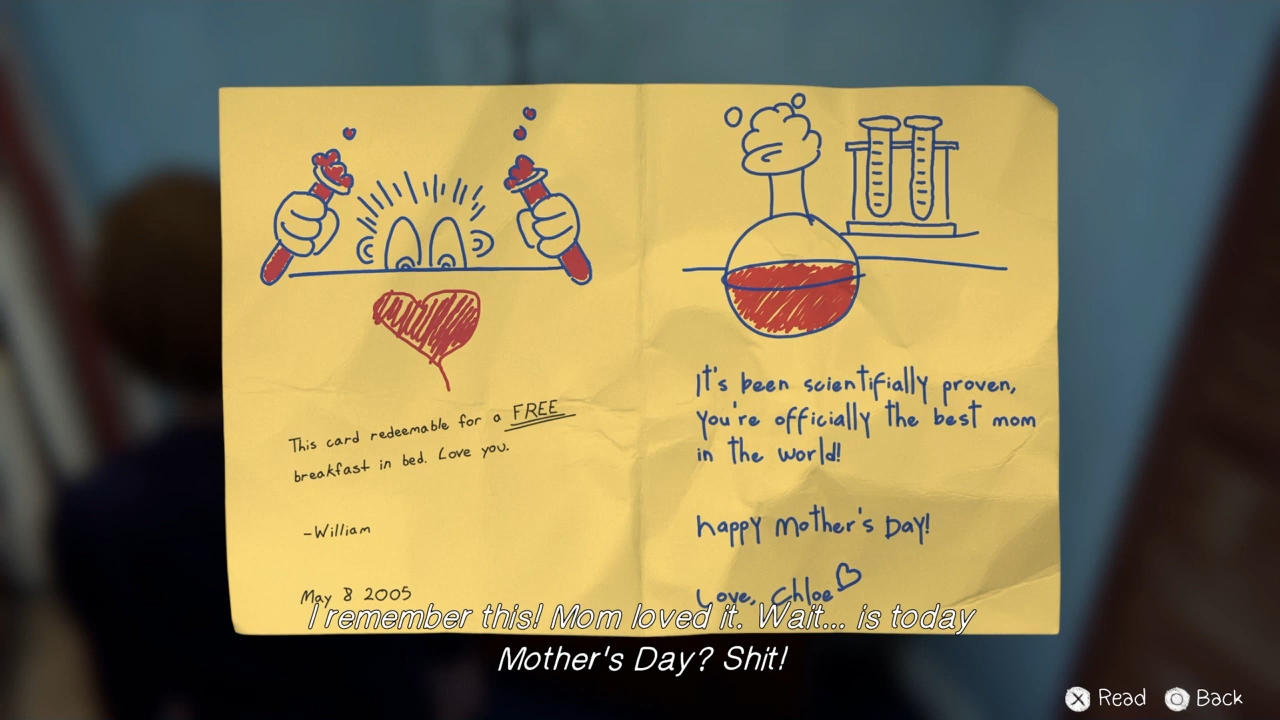 This card redeemable for a FREE
breakfast in bed. Love you.
-William
May 8 2005
It's been scientifially proven,
you're officially the best mom
in the world!
happy Mother's Day!
Love, Chloe
I remember this! Mom loved it. Wait... is today
Mother's Day? Shit!
Read Back